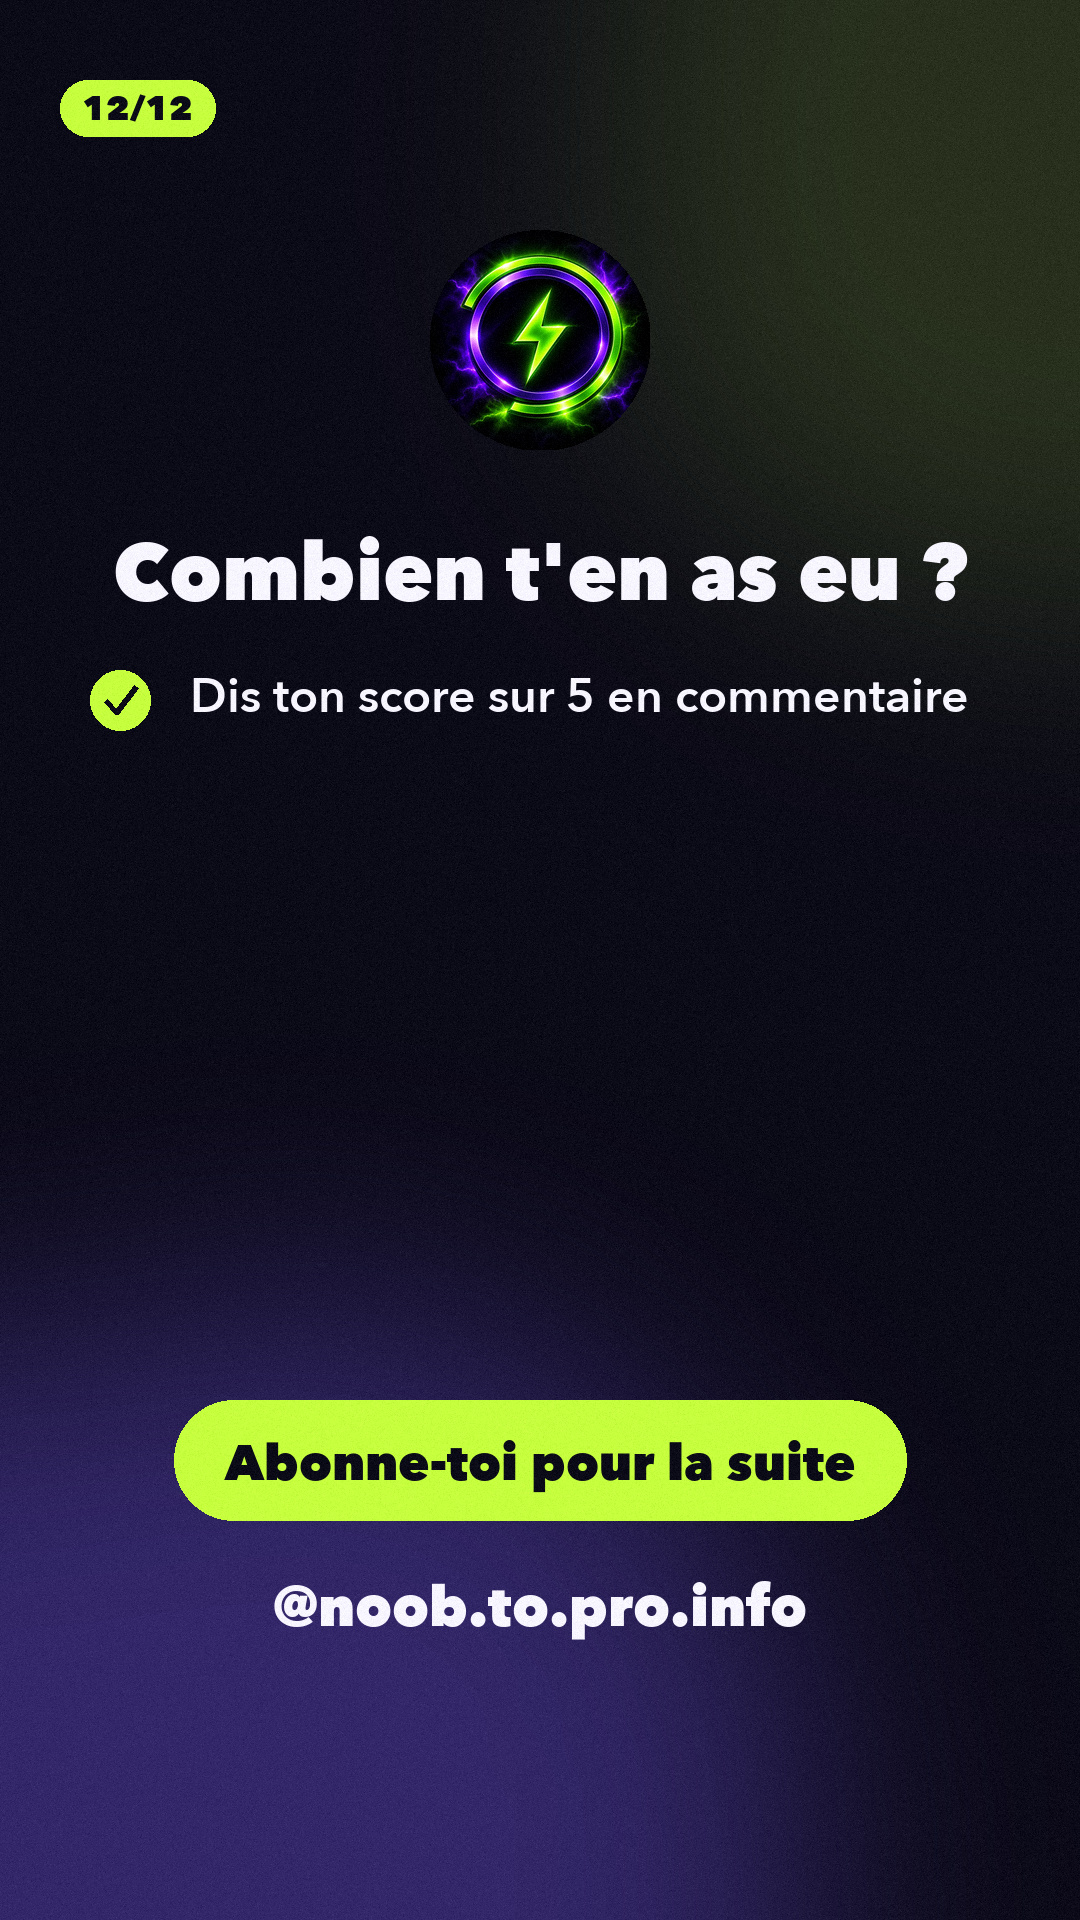 12/12
Combien t'en as eu ?
Dis ton score sur 5 en commentaire
Abonne-toi pour la suite
@noob.to.pro.info